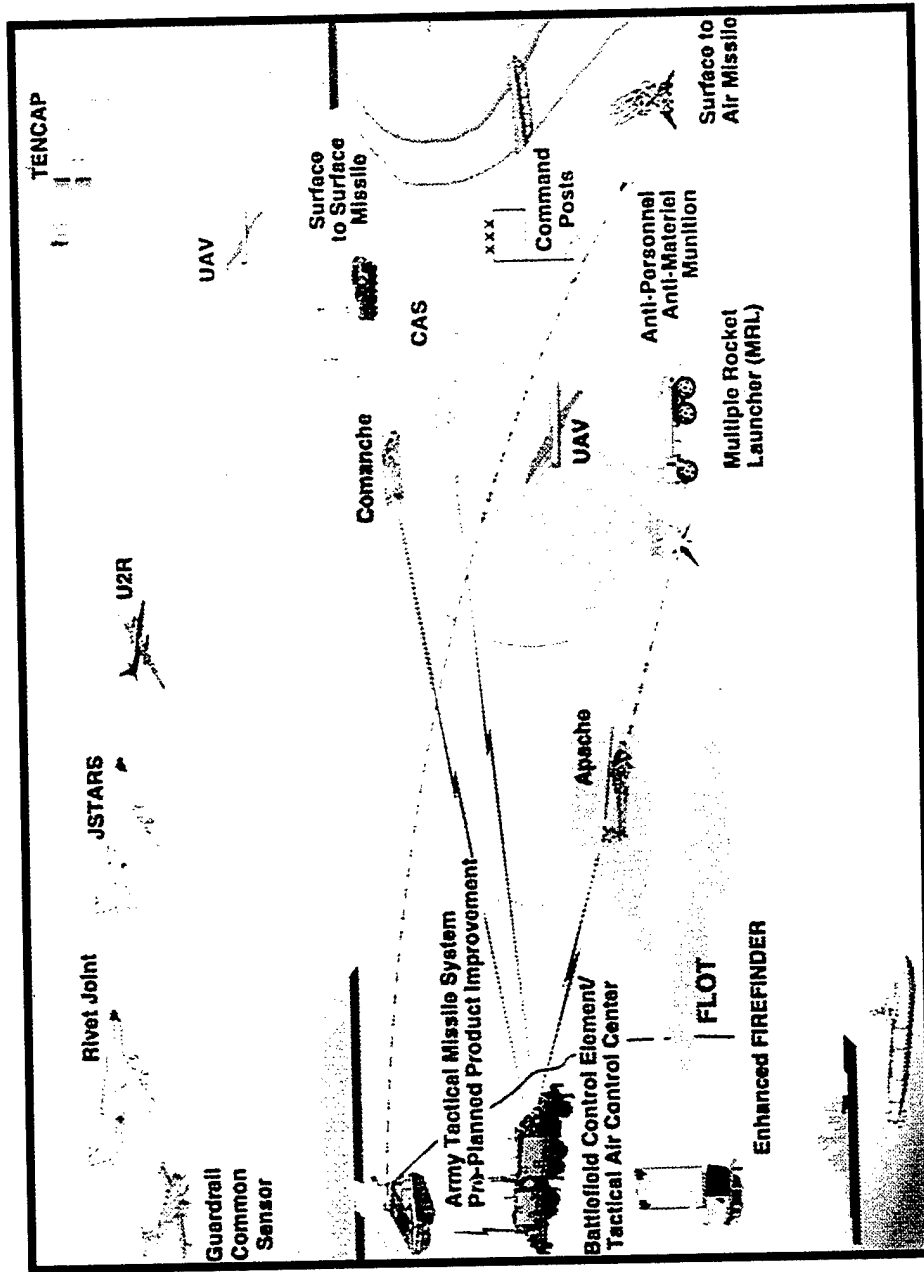 TENCAP
UAV
U2R
JSTARS
Rivet Joint
Guardrail
Common
Sensor
Surface
to Surface
Missile
CAS
Comanche
Army Tactical Missile System
Pre-Planned Product Improvement
xxx
Command
Posts
UAV
Apache
Battlefield Control Element/
Tactical Air Control Center
Surface to
Air Missile
Anti-Personnel
Anti-Materiel
Munition
Multiple Rocket
Launcher (MRL)
FLOT
Enhanced FIREFINDER